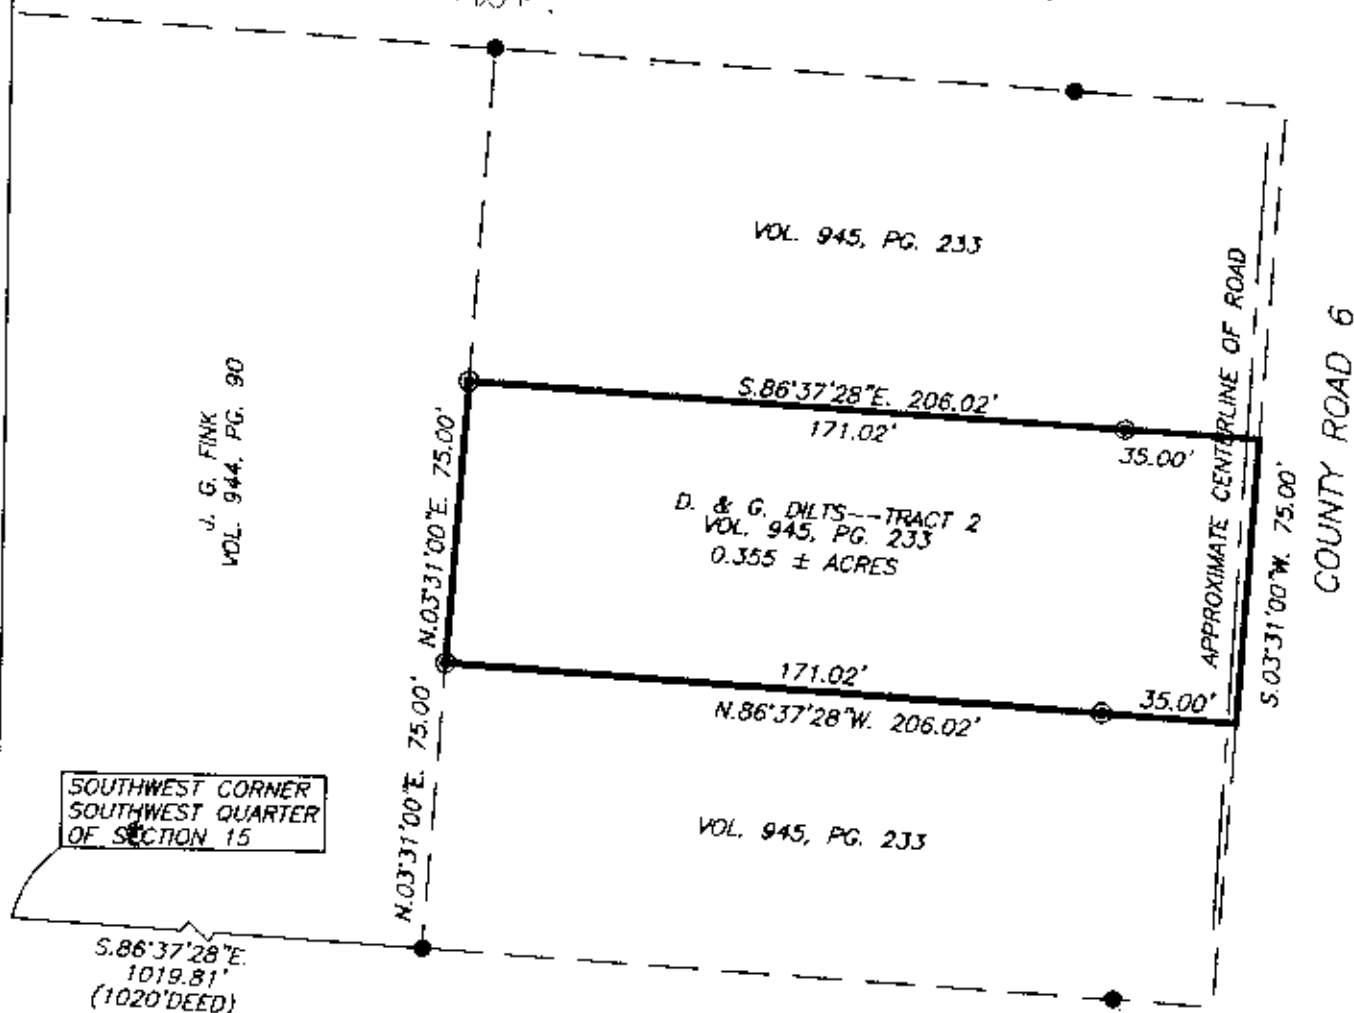 VOL. 945, PG. 233
S.86°37'28"E. 206.02'
171.02'
35.00'
APPROXIMATE CENTERLINE OF ROAD
COUNTY ROAD 6
J. G. FINK
VOL. 944, PG. 90
N.03°31'00"E. 75.00'
D. & G. DILTS--TRACT 2
VOL. 945, PG. 233
0.355 ± ACRES
S.03°31'00"W. 75.00'
171.02'
35.00'
N.86°37'28"W. 206.02'
N.03°31'00"E. 75.00'
SOUTHWEST CORNER
SOUTHWEST QUARTER
OF SECTION 15
VOL. 945, PG. 233
S.86°37'28"E.
1019.81'
(1020'DEED)